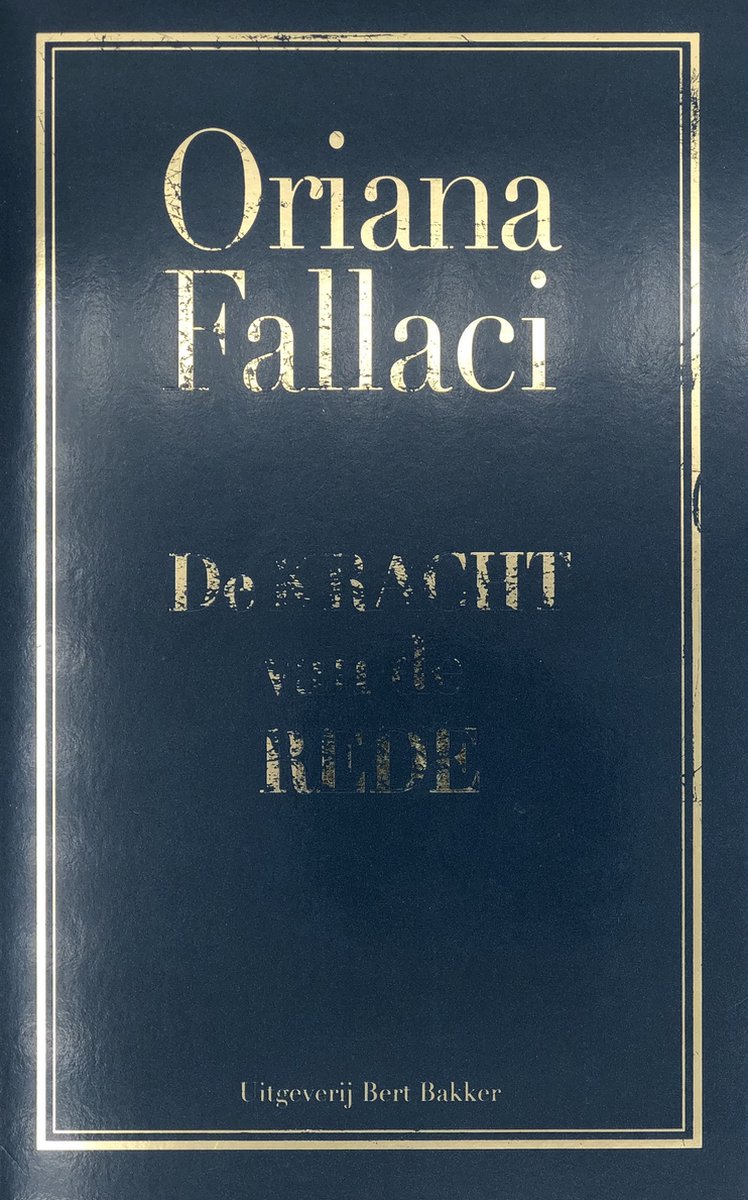 Oriana
Fallaci
De KRACHT
van de
REDE
Uitgeverij Bert Bakker